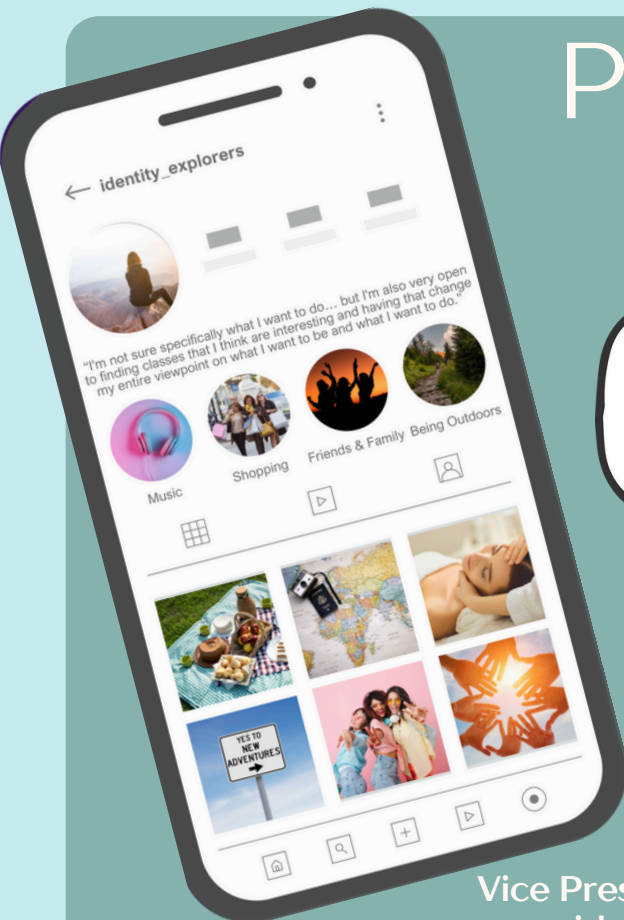 P
identity_explorers
“I'm not sure specifically what I want to do... but I'm also very open
to finding classes that I think are interesting and having that change
my entire viewpoint on what I want to be and what I want to do.”
Music
Shopping
Friends & Family
Being Outdoors
YES TO
NEW
ADVENTURES
Vice Pres